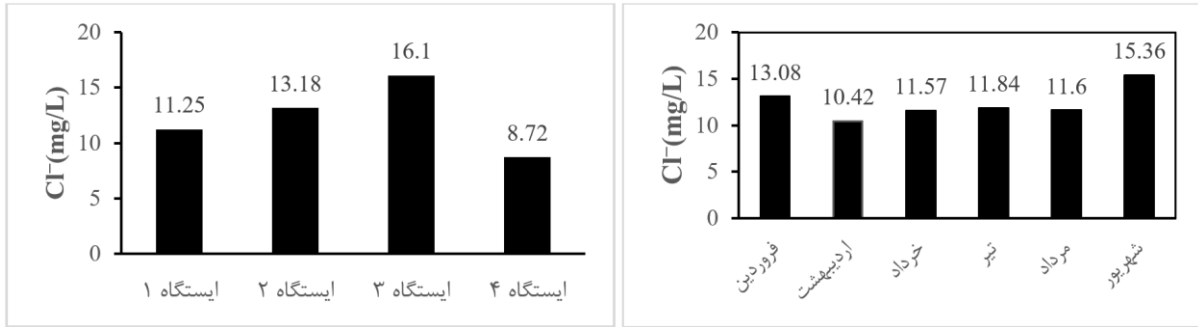 Cl⁻(mg/L)
20
15
10
5
0
11.25
13.18
16.1
8.72
ایستگاه ۱
ایستگاه ۲
ایستگاه ۳
ایستگاه ۴
Cl⁻(mg/L)
20
15
10
5
0
13.08
10.42
11.57
11.84
11.6
15.36
فروردین
اردیبهشت
خرداد
تیر
مرداد
شهریور